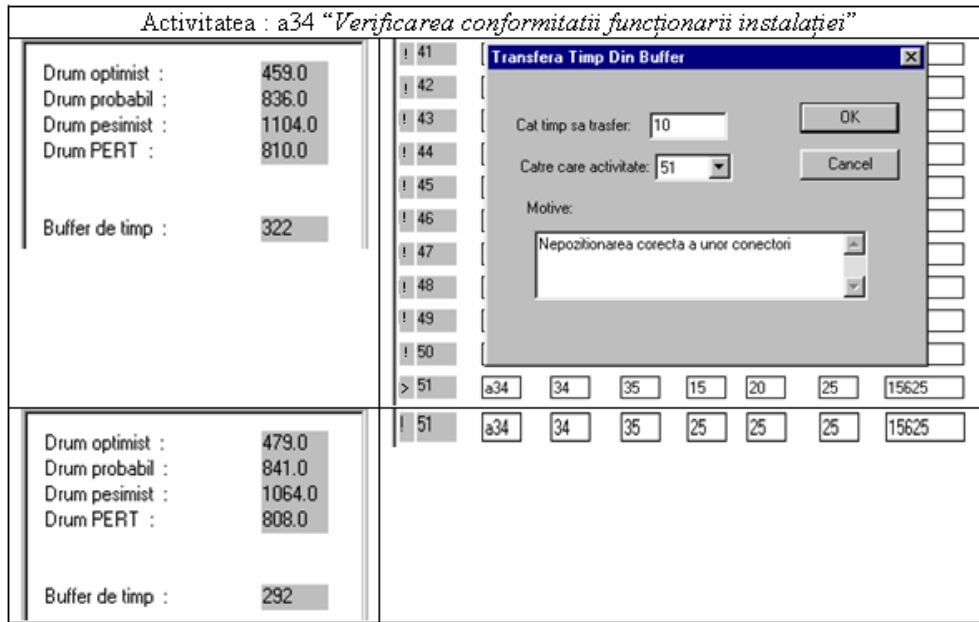 Activitatea : a34 “Verificarea conformitatii funcționarii instalației”
Drum optimist : 459.0
Drum probabil : 836.0
Drum pesimist : 1104.0
Drum PERT : 810.0
Buffer de timp : 322
! 41
! 42
! 43
! 44
! 45
! 46
! 47
! 48
! 49
! 50
> 51 a34 34 35 15 20 25 15625
Transfera Timp Din Buffer
Cat timp sa trasfer: 10
OK
Catre care activitate: 51
Cancel
Motive:
Nepozitionarea corecta a unor conectori
Drum optimist : 479.0
Drum probabil : 841.0
Drum pesimist : 1064.0
Drum PERT : 808.0
Buffer de timp : 292
! 51 a34 34 35 25 25 25 15625